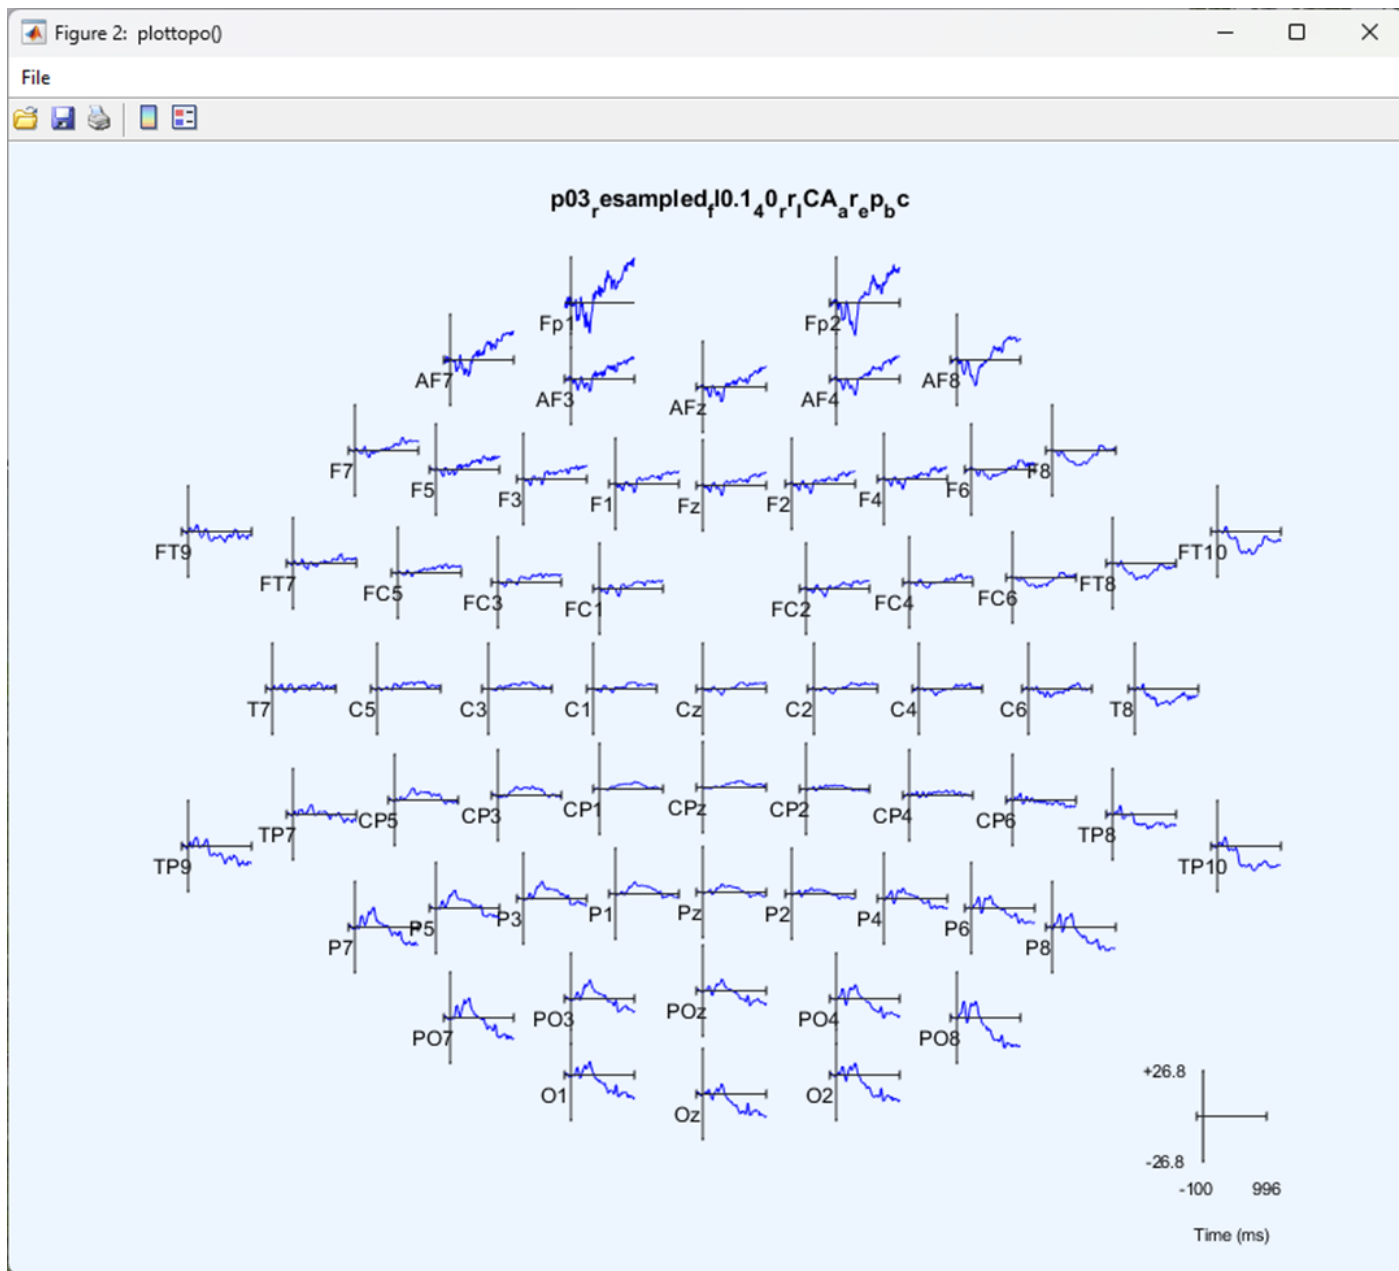 Figure 2: plottopo()
File
p03resampledfl0.140rrICAarepbc
Fp1 Fp2
AF7 AF3 AFz AF4 AF8
F7 F5 F3 F1 Fz F2 F4 F6 F8
FT9 FT7 FC5 FC3 FC1 FC2 FC4 FC6 FT8 FT10
T7 C5 C3 C1 Cz C2 C4 C6 T8
TP9 TP7 CP5 CP3 CP1 CPz CP2 CP4 CP6 TP8 TP10
P7 P5 P3 P1 Pz P2 P4 P6 P8
PO7 PO3 POz PO4 PO8
O1 Oz O2
+26.8
-26.8
-100 996
Time (ms)